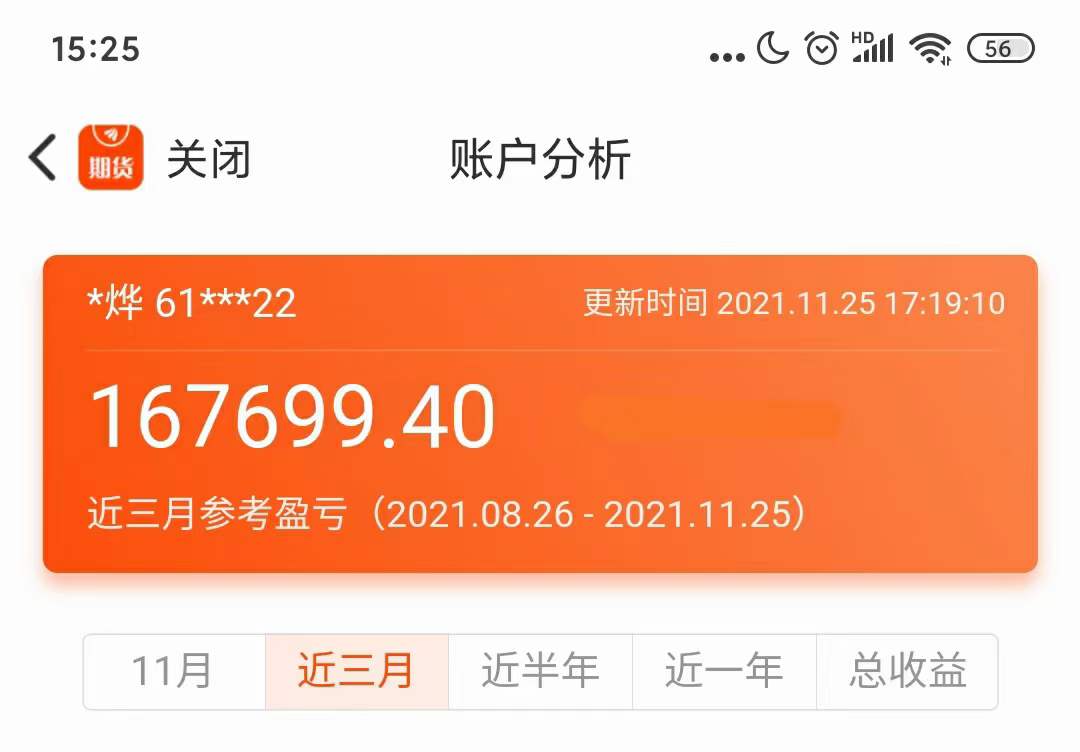 15:25 HD 56
期货 关闭 账户分析
*烨 61***22 更新时间 2021.11.25 17:19:10
167699.40
近三月参考盈亏（2021.08.26 - 2021.11.25）
11月 近三月 近半年 近一年 总收益